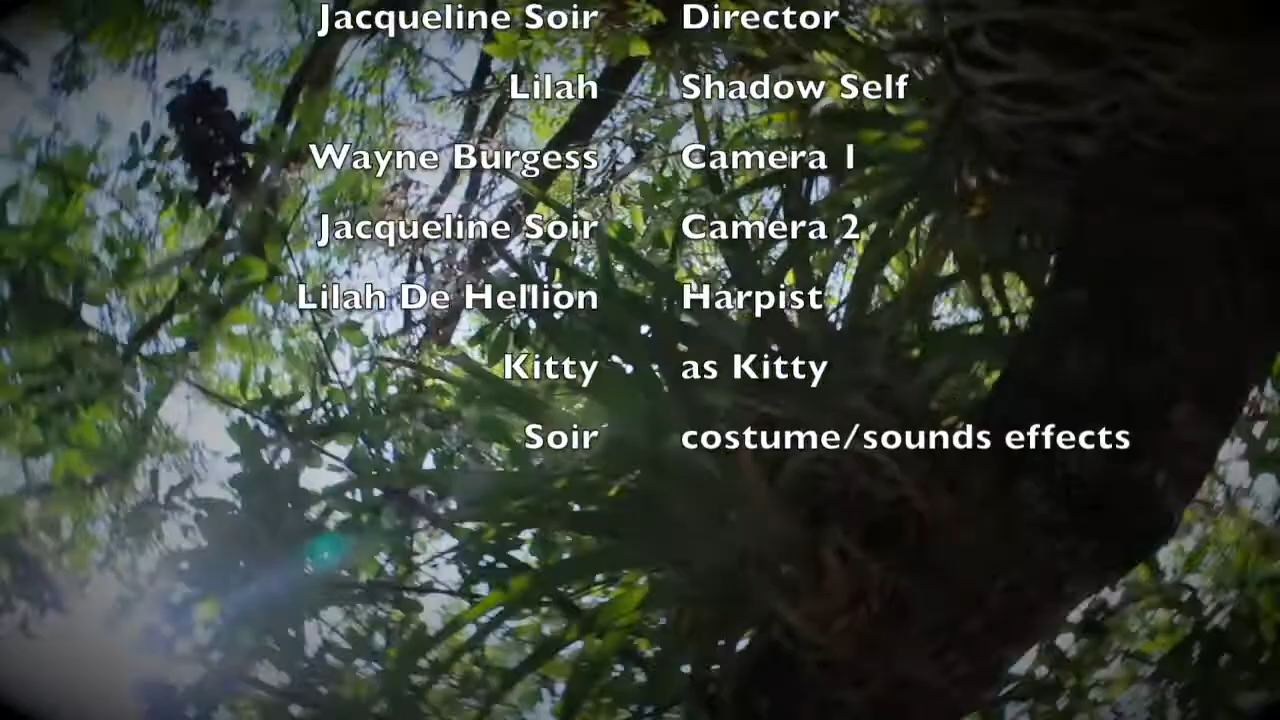 Jacqueline Soir Director
Lilah Shadow Self
Wayne Burgess Camera 1
Jacqueline Soir Camera 2
Lilah De Hellion Harpist
Kitty as Kitty
Soir costume/sounds effects